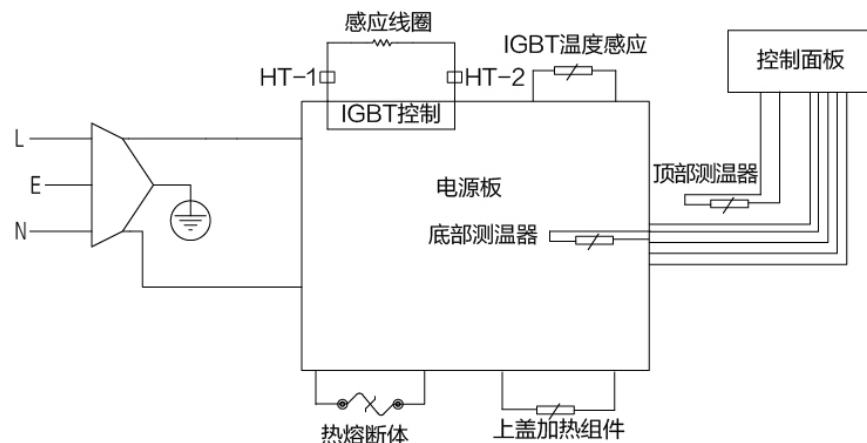 感应线圈
IGBT温度感应
控制面板
HT-1
HT-2
IGBT控制
L
E
N
电源板
顶部测温器
底部测温器
热熔断体
上盖加热组件